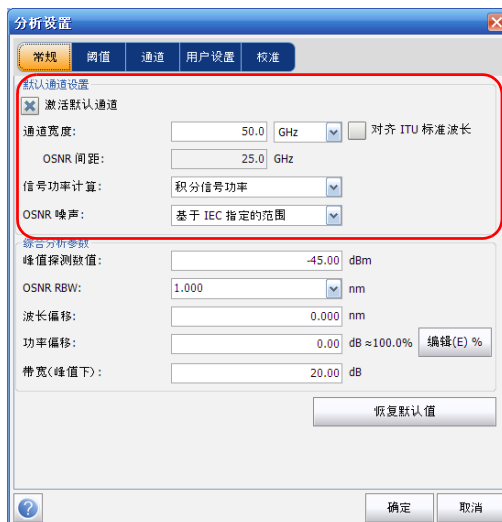 分析设置
常规 阈值 通道 用户设置 校准
默认通道设置
激活默认通道
通道宽度: 50.0 GHz 对齐 ITU 标准波长
OSNR 间距: 25.0 GHz
信号功率计算: 积分信号功率
OSNR 噪声: 基于 IEC 指定的范围
综合分析参数
峰值探测数值: -45.00 dBm
OSNR RBW: 1.000 nm
波长偏移: 0.000 nm
功率偏移: 0.00 dB ≈100.0% 编辑(E) %
带宽(峰值下): 20.00 dB
恢复默认值
? 确定 取消